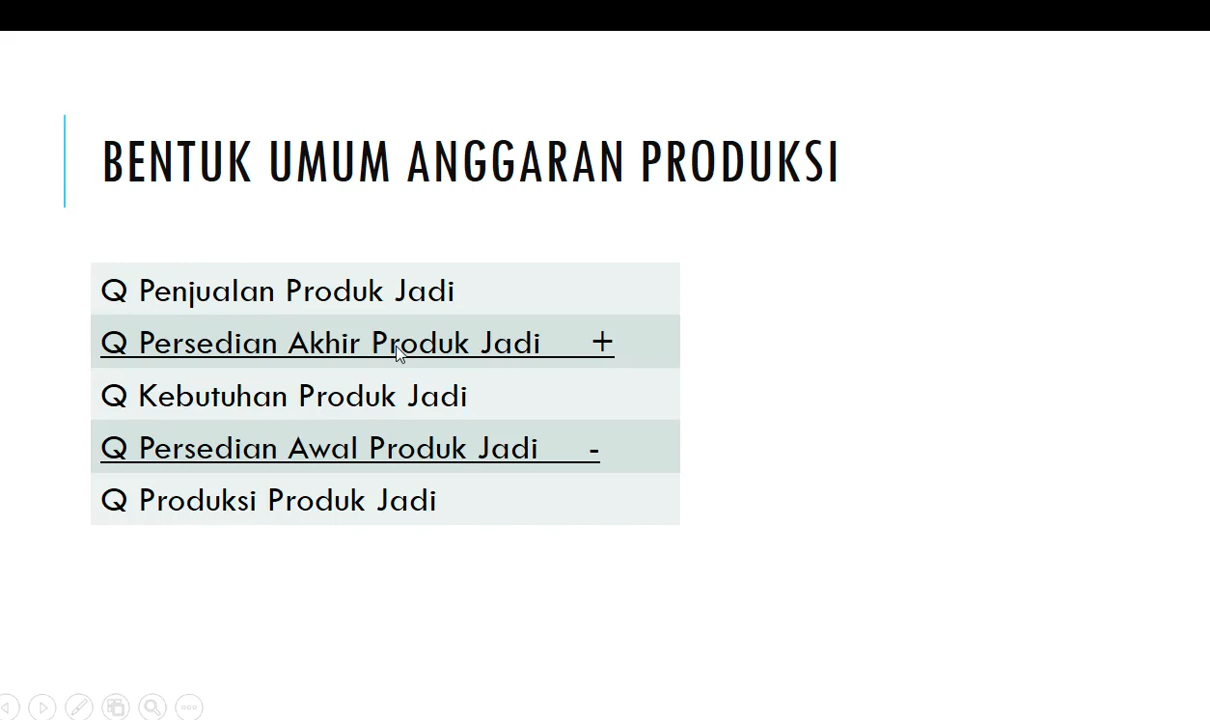 BENTUK UMUM ANGGARAN PRODUKSI
Q Penjualan Produk Jadi
Q Persedian Akhir Produk Jadi +
Q Kebutuhan Produk Jadi
Q Persedian Awal Produk Jadi -
Q Produksi Produk Jadi